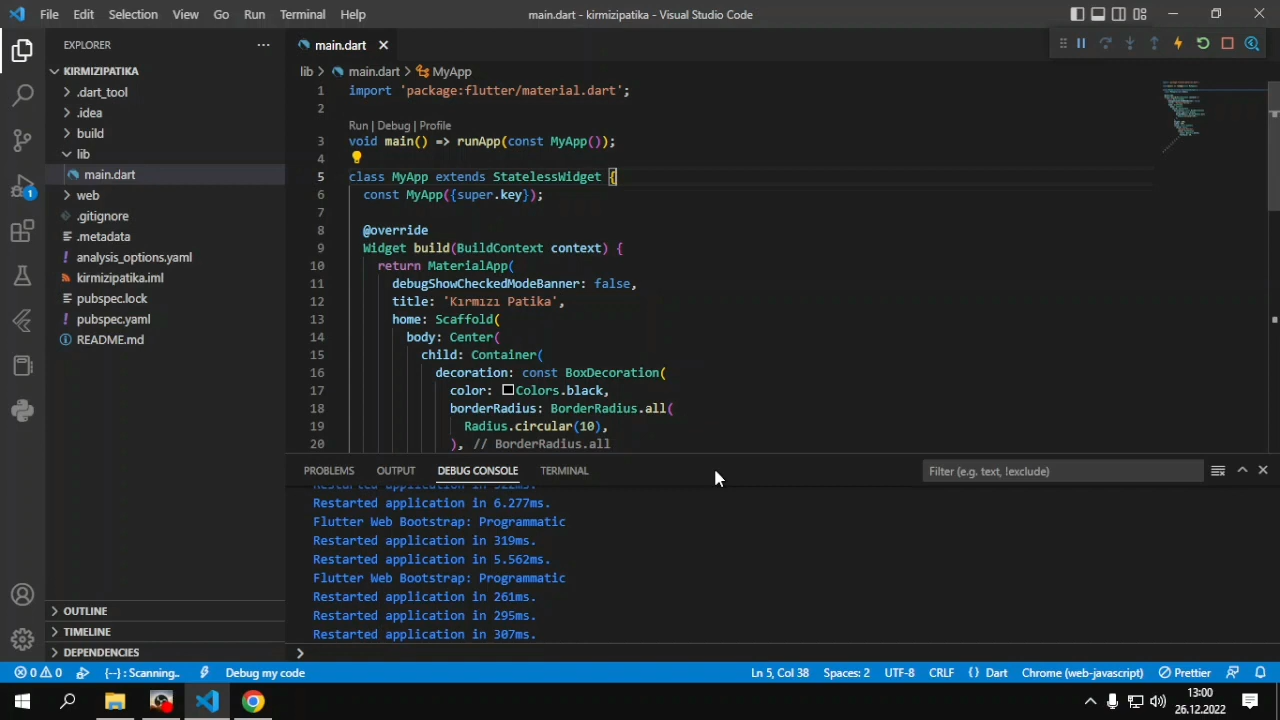 File Edit Selection View Go Run Terminal Help
main.dart - kirmizipatika - Visual Studio Code
EXPLORER
KIRMIZIPATIKA
.dart_tool
.idea
build
lib
main.dart
web
.gitignore
.metadata
analysis_options.yaml
kirmizipatika.iml
pubspec.lock
pubspec.yaml
README.md
OUTLINE
TIMELINE
DEPENDENCIES
main.dart
lib > main.dart > MyApp
1 import 'package:flutter/material.dart';
2
Run | Debug | Profile
3 void main() => runApp(const MyApp());
4
5 class MyApp extends StatelessWidget {
6 const MyApp({super.key});
7
8 @override
9 Widget build(BuildContext context) {
10 return MaterialApp(
11 debugShowCheckedModeBanner: false,
12 title: 'Kırmızı Patika',
13 home: Scaffold(
14 body: Center(
15 child: Container(
16 decoration: const BoxDecoration(
17 color: Colors.black,
18 borderRadius: BorderRadius.all(
19 Radius.circular(10),
20 ), // BorderRadius.all
PROBLEMS OUTPUT DEBUG CONSOLE TERMINAL
Filter (e.g. text, !exclude)
Restarted application in 322ms.
Restarted application in 6.277ms.
Flutter Web Bootstrap: Programmatic
Restarted application in 319ms.
Restarted application in 5.562ms.
Flutter Web Bootstrap: Programmatic
Restarted application in 261ms.
Restarted application in 295ms.
Restarted application in 307ms.
0 0 {--} : Scanning.. Debug my code
Ln 5, Col 38 Spaces: 2 UTF-8 CRLF { } Dart Chrome (web-javascript) Prettier
13:00
26.12.2022